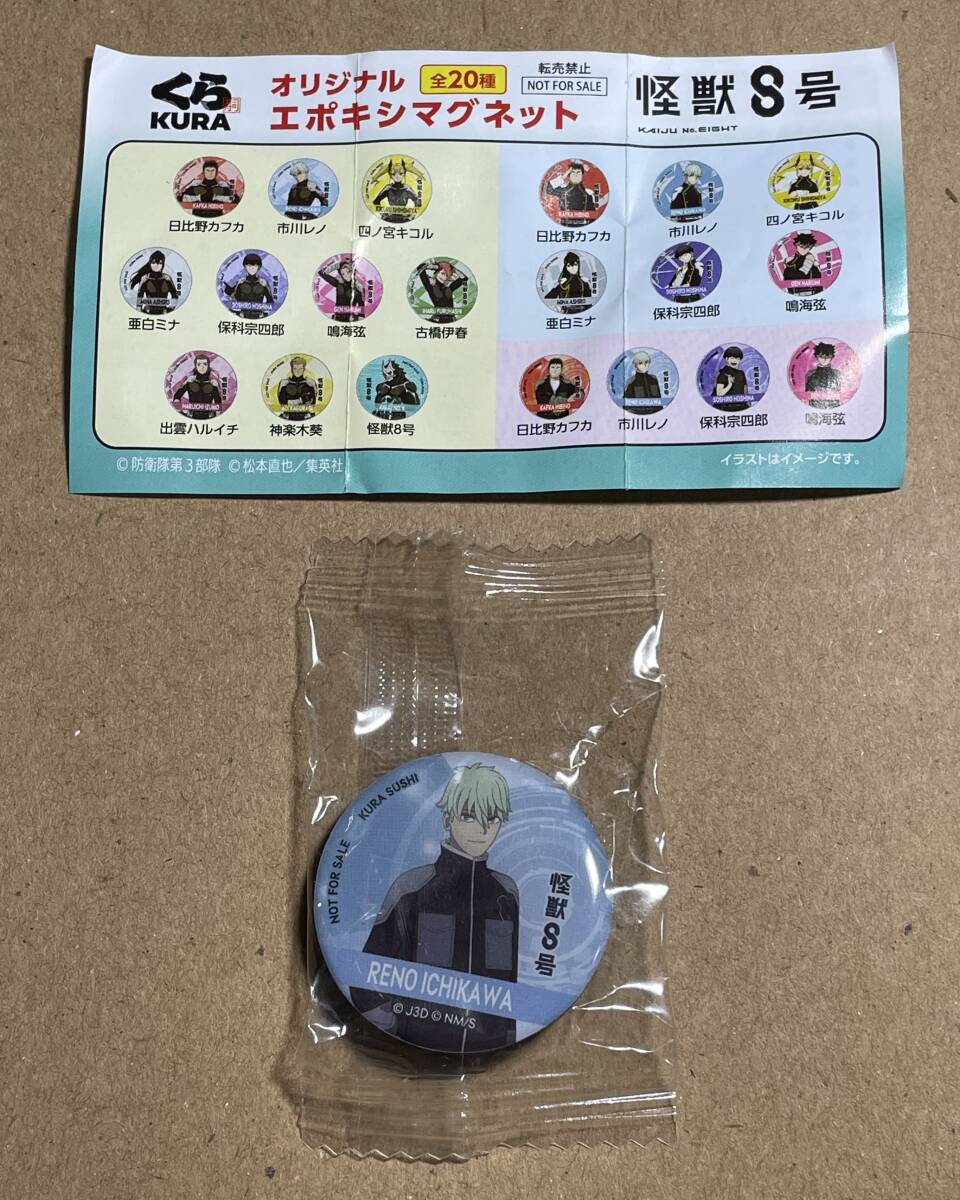 くら
KURA
オリジナル 全20種
エポキシマグネット
転売禁止
NOT FOR SALE
怪獣8号
KAIJU No.EIGHT
日比野カフカ 市川レノ 四ノ宮キコル
亜白ミナ 保科宗四郎 鳴海弦 古橋伊春
出雲ハルイチ 神楽木葵 怪獣8号
日比野カフカ 市川レノ 四ノ宮キコル
亜白ミナ 保科宗四郎 鳴海弦
日比野カフカ 市川レノ 保科宗四郎 鳴海弦
© 防衛隊第3部隊 © 松本直也/集英社
イラストはイメージです。
NOT FOR SALE KURA SUSHI
怪獣8号
RENO ICHIKAWA
© J3D © NM/S